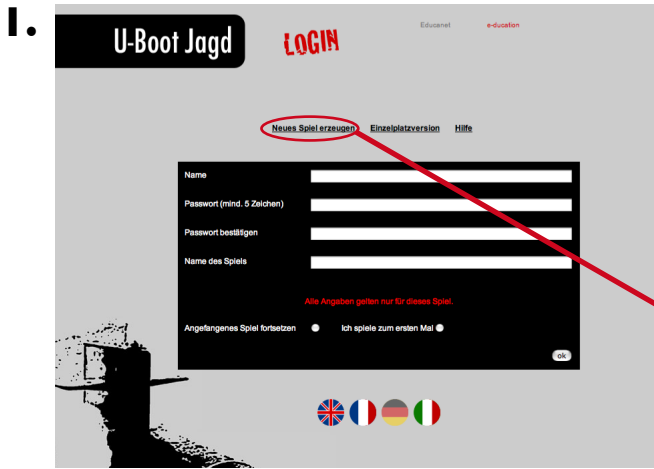 1.
U-Boot Jagd
LOGIN
Educanet
e-ducation
Neues Spiel erzeugen Einzelplatzversion Hilfe
Name
Passwort (mind. 5 Zeichen)
Passwort bestätigen
Name des Spiels
Alle Angaben gelten nur für dieses Spiel.
Angefangenes Spiel fortsetzen Ich spiele zum ersten Mal
ok